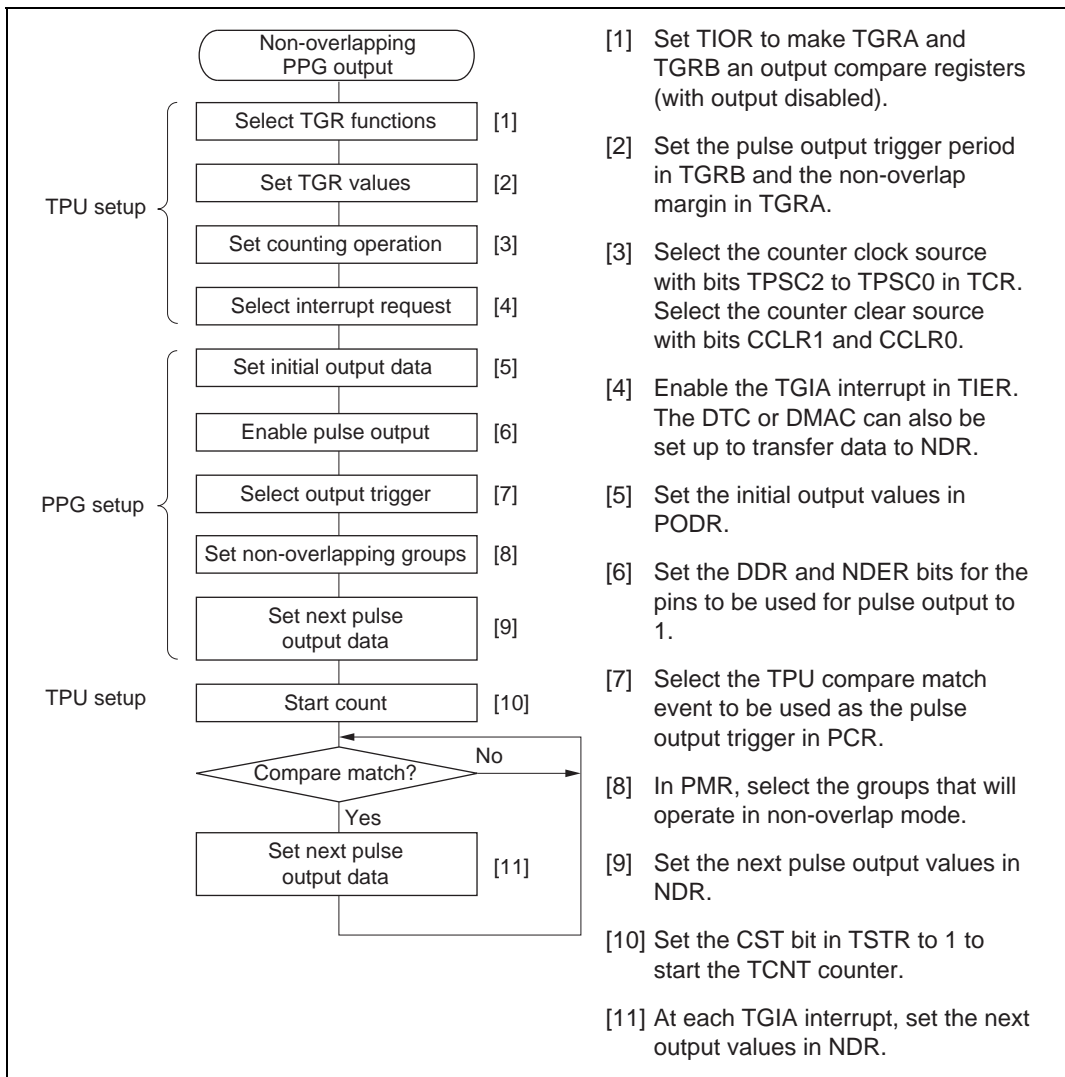 Non-overlapping
PPG output
TPU setup
Select TGR functions [1]
Set TGR values [2]
Set counting operation [3]
Select interrupt request [4]
PPG setup
Set initial output data [5]
Enable pulse output [6]
Select output trigger [7]
Set non-overlapping groups [8]
Set next pulse
output data [9]
TPU setup
Start count [10]
Compare match?
No
Yes
Set next pulse
output data [11]
[1] Set TIOR to make TGRA and
TGRB an output compare registers
(with output disabled).
[2] Set the pulse output trigger period
in TGRB and the non-overlap
margin in TGRA.
[3] Select the counter clock source
with bits TPSC2 to TPSC0 in TCR.
Select the counter clear source
with bits CCLR1 and CCLR0.
[4] Enable the TGIA interrupt in TIER.
The DTC or DMAC can also be
set up to transfer data to NDR.
[5] Set the initial output values in
PODR.
[6] Set the DDR and NDER bits for the
pins to be used for pulse output to
1.
[7] Select the TPU compare match
event to be used as the pulse
output trigger in PCR.
[8] In PMR, select the groups that will
operate in non-overlap mode.
[9] Set the next pulse output values in
NDR.
[10] Set the CST bit in TSTR to 1 to
start the TCNT counter.
[11] At each TGIA interrupt, set the next
output values in NDR.